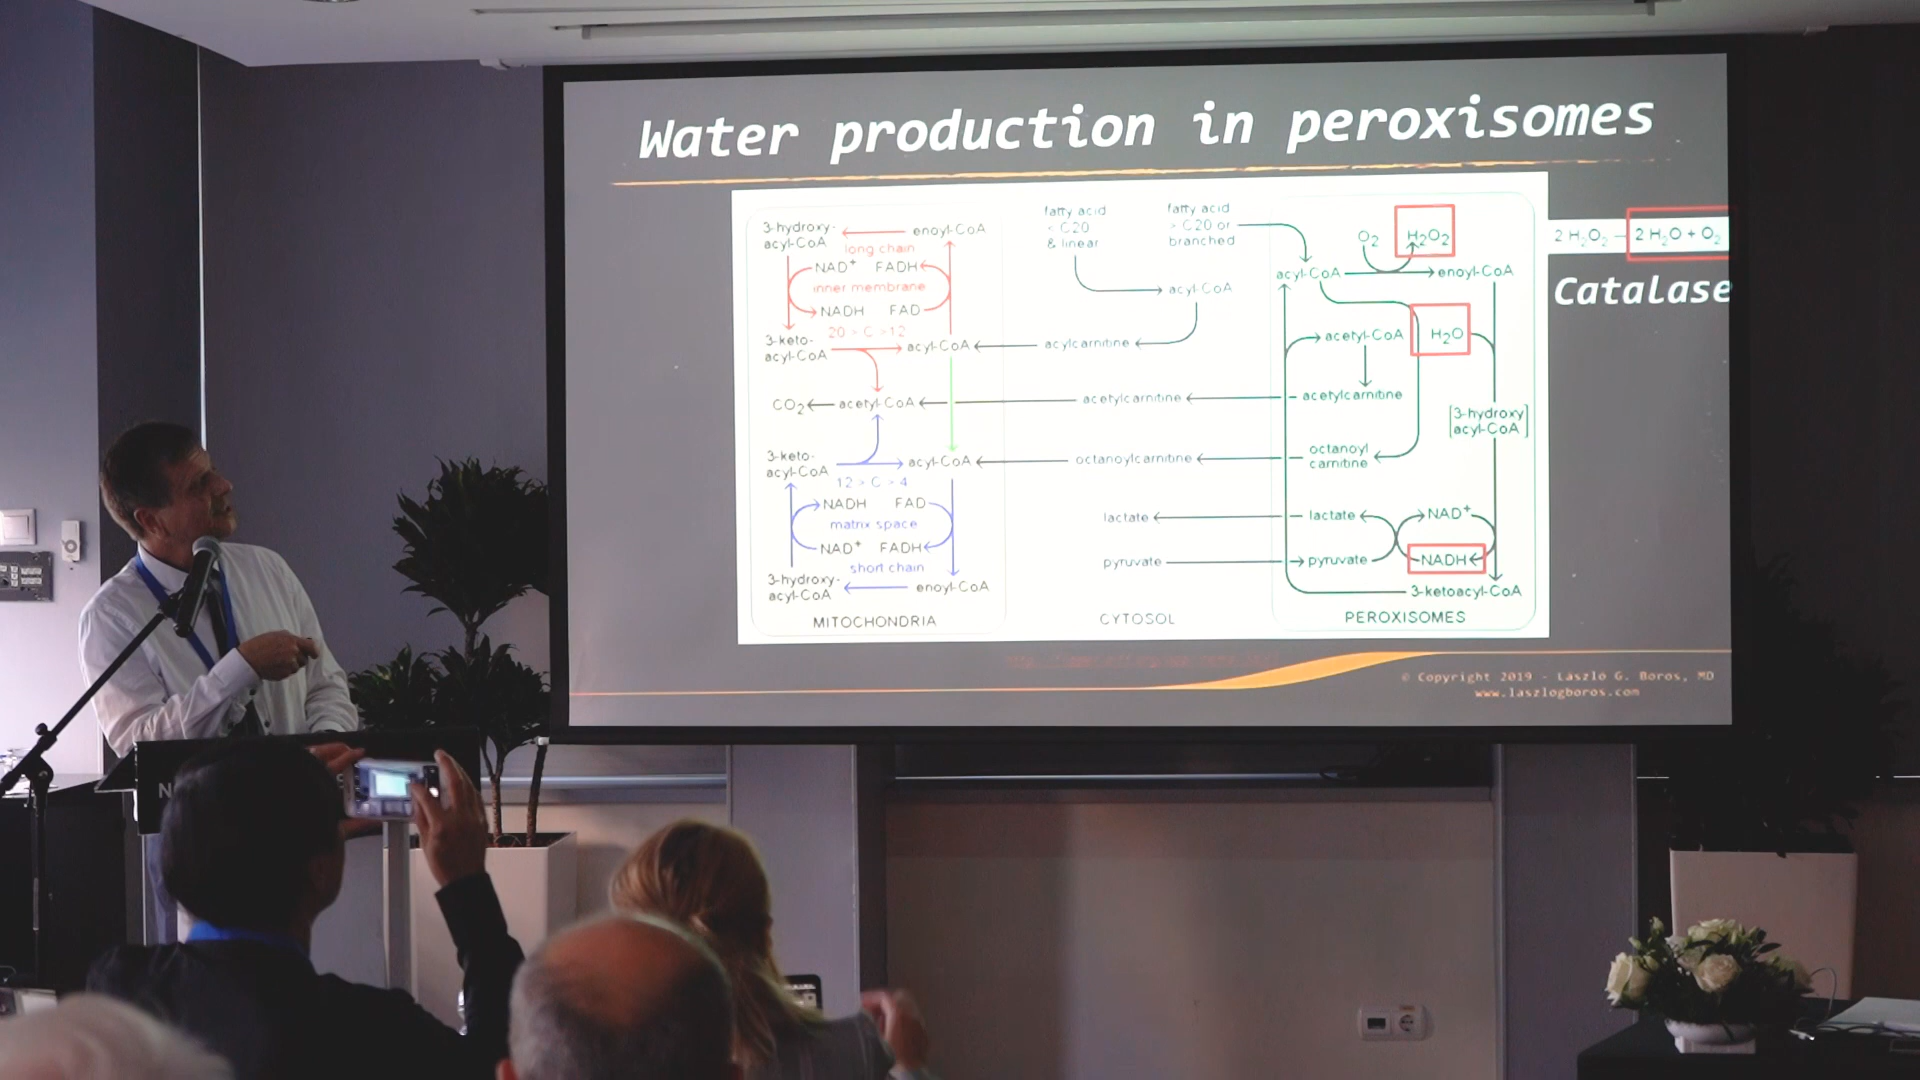 Water production in peroxisomes
3-hydroxy-
acyl-CoA
enoyl-CoA
long chain
NAD+ FADH
inner membrane
NADH FAD
20 > C >12
3-keto-
acyl-CoA
acyl-CoA
CO2
acetyl-CoA
3-keto-
acyl-CoA
acyl-CoA
12 > C > 4
NADH FAD
matrix space
NAD+ FADH
short chain
3-hydroxy-
acyl-CoA
enoyl-CoA
MITOCHONDRIA
fatty acid
< C20
& linear
fatty acid
> C20 or
branched
acyl-CoA
acylcarnitine
acetylcarnitine
octanoylcarnitine
lactate
pyruvate
CYTOSOL
O2
H2O2
acyl-CoA
enoyl-CoA
acetyl-CoA
H2O
acetylcarnitine
[3-hydroxy
acyl-CoA]
octanoyl
carnitine
lactate
NAD+
pyruvate
NADH
3-ketoacyl-CoA
PEROXISOMES
2 H2O2 → 2 H2O + O2
Catalase
© Copyright 2019 - Laszlo G. Boros, MD
www.laszlogboros.com
N